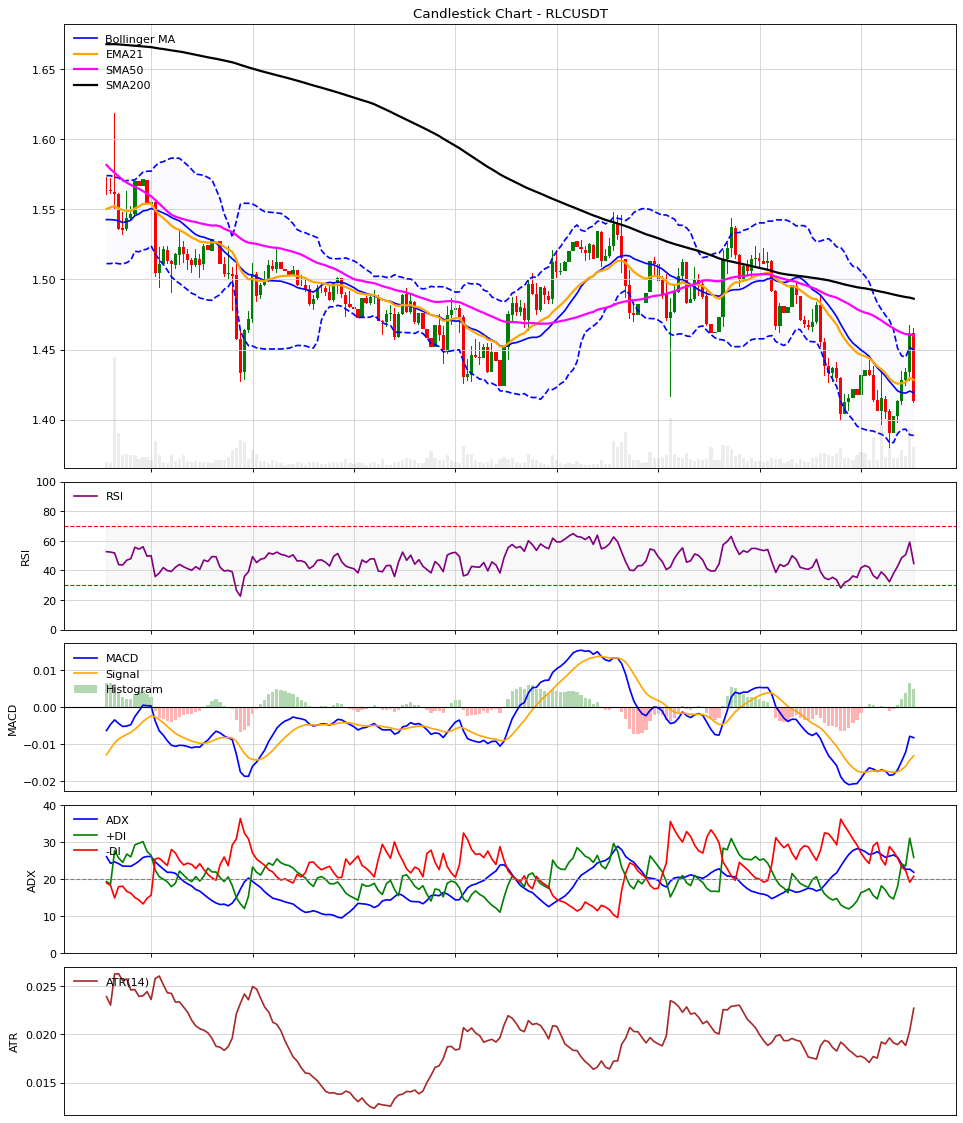 Candlestick Chart - RLCUSDT
Bollinger MA
EMA21
SMA50
SMA200
1.65
1.60
1.55
1.50
1.45
1.40
RSI
RSI
100
80
60
40
20
0
MACD
Signal
Histogram
MACD
0.01
0.00
−0.01
−0.02
ADX
+DI
-DI
ADX
40
30
20
10
0
ATR(14)
ATR
0.025
0.020
0.015